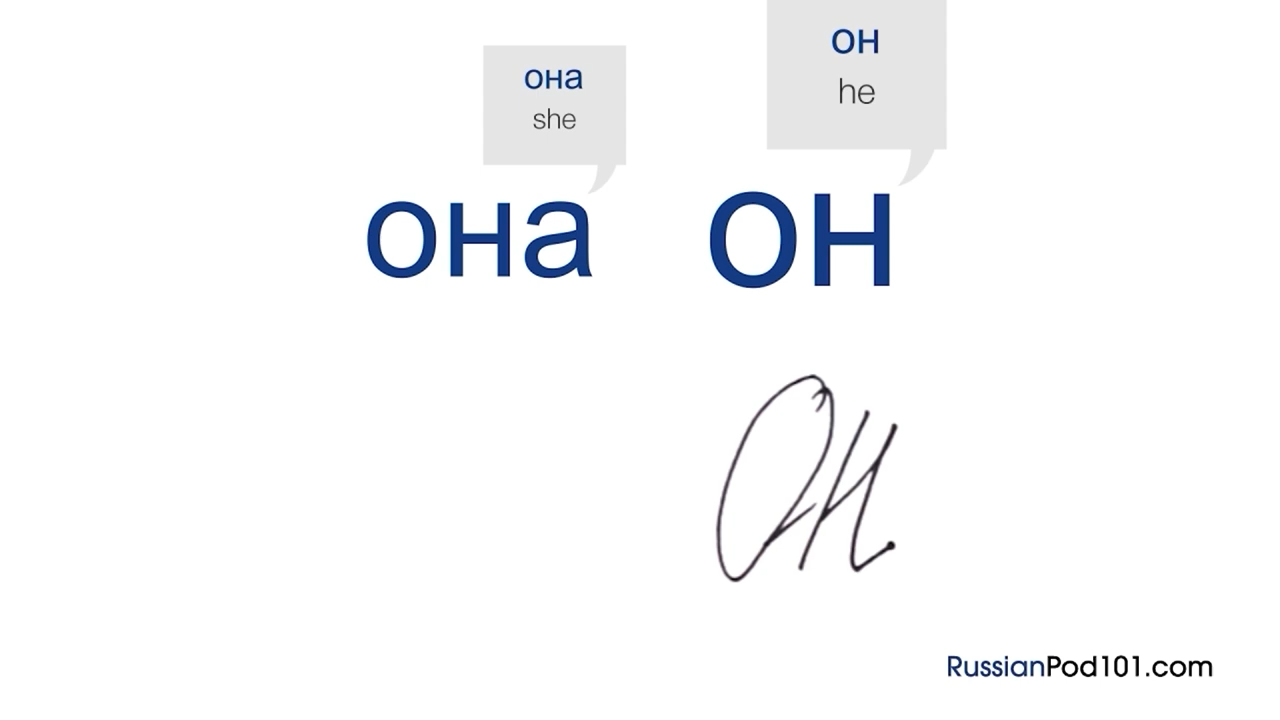 она
she
он
he
она он
он
RussianPod101.com